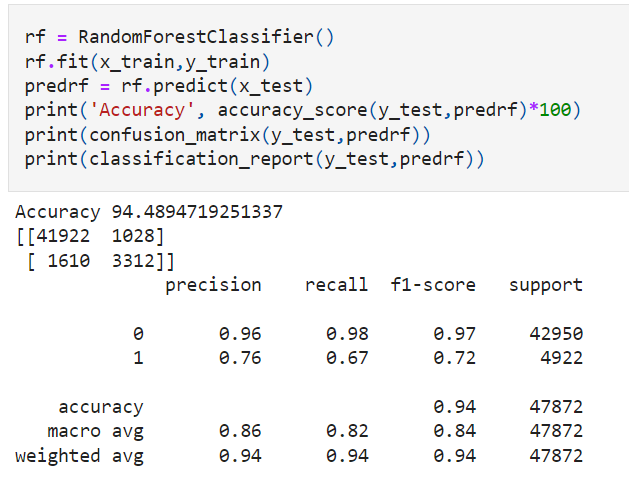 rf = RandomForestClassifier()
rf.fit(x_train,y_train)
predrf = rf.predict(x_test)
print('Accuracy', accuracy_score(y_test,predrf)*100)
print(confusion_matrix(y_test,predrf))
print(classification_report(y_test,predrf))
Accuracy 94.4894719251337
[[41922  1028]
 [ 1610  3312]]
              precision    recall  f1-score   support

           0       0.96      0.98      0.97     42950
           1       0.76      0.67      0.72      4922

    accuracy                           0.94     47872
   macro avg       0.86      0.82      0.84     47872
weighted avg       0.94      0.94      0.94     47872